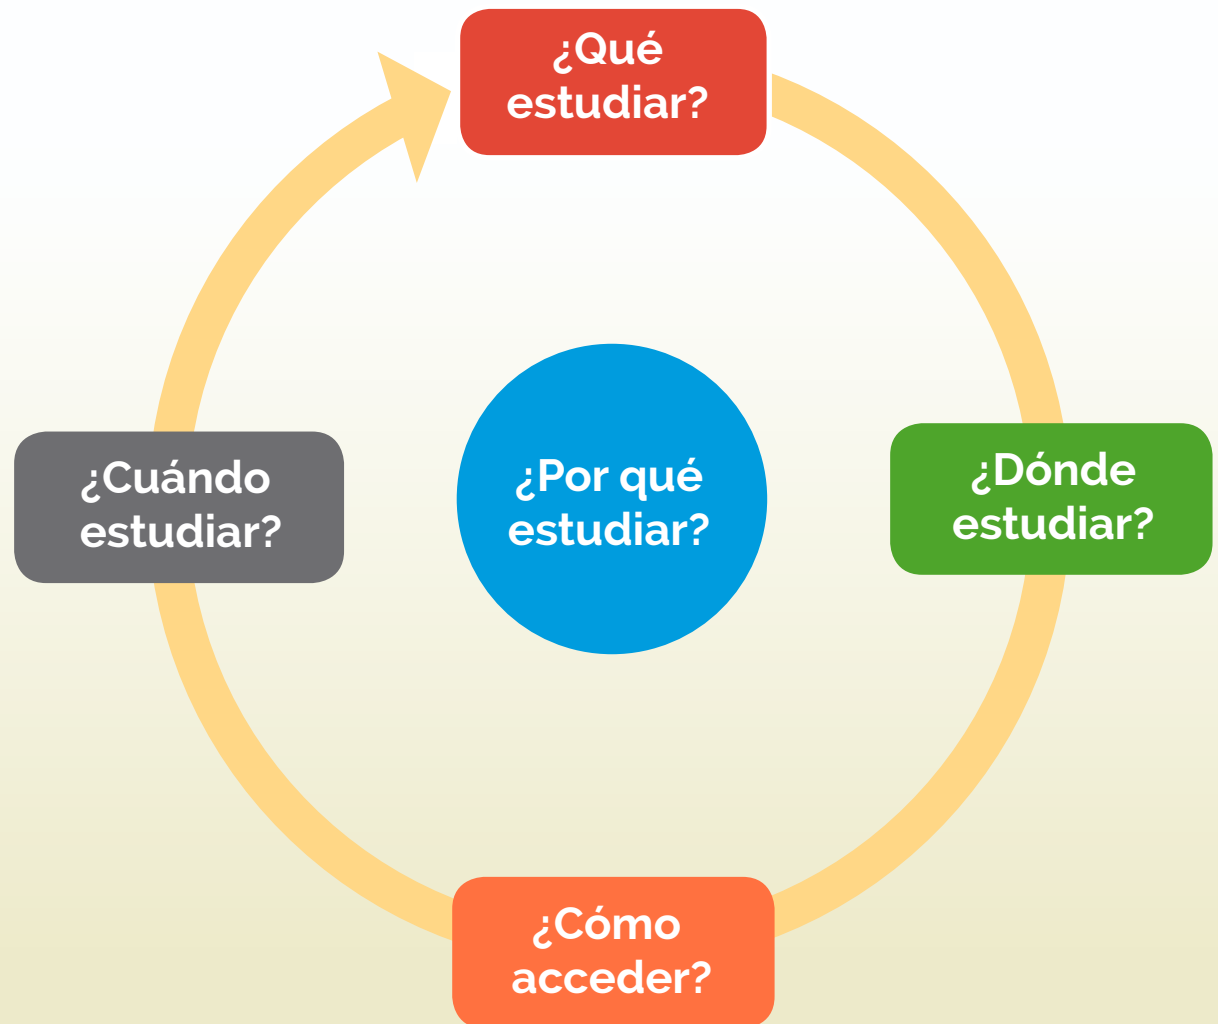 ¿Qué
estudiar?
¿Cuándo
estudiar?
¿Por qué
estudiar?
¿Dónde
estudiar?
¿Cómo
acceder?